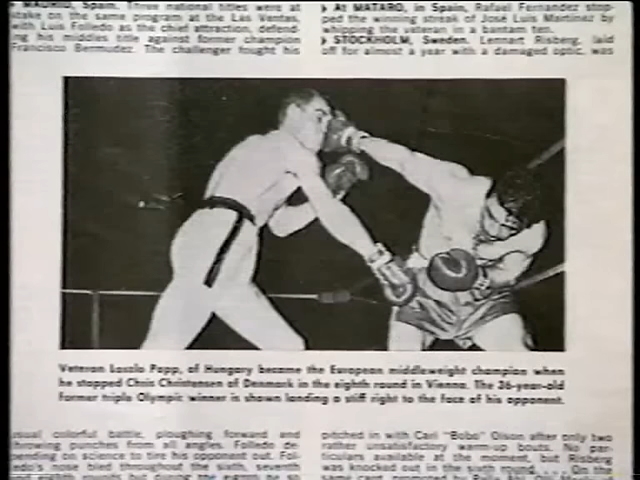 MADRID, Spain. Three national titles were at
stake on the same program at the Las Ventas,
with Luis Folledo as the chief attraction, defend-
ing his middles title against former champion
Francisco Bermudez. The challenger fought his
At MATARO, in Spain, Rafael Fernandez stop-
ped the winning streak of José Luis Martinez by
whipping the veteran in a bantam ten.
STOCKHOLM, Sweden. Lennart Risberg, laid
off for almost a year with a damaged optic, was
Veteran Laszlo Papp, of Hungary became the European middleweight champion when
he stopped Chris Christensen of Denmark in the eighth round in Vienna. The 36-year-old
former triple Olympic winner is shown landing a stiff right to the face of his opponent.
usual colorful battle, ploughing forward and
throwing punches from all angles. Folledo de-
pending on science to tire his opponent out. Fol-
ledo's nose bled throughout the sixth, seventh
pitched in with Carl "Bobo" Olson after only two
rather unsatisfactory warm-up bouts. No par-
ticulars available at the moment, but Risberg
was knocked out in the sixth round. . . . On the